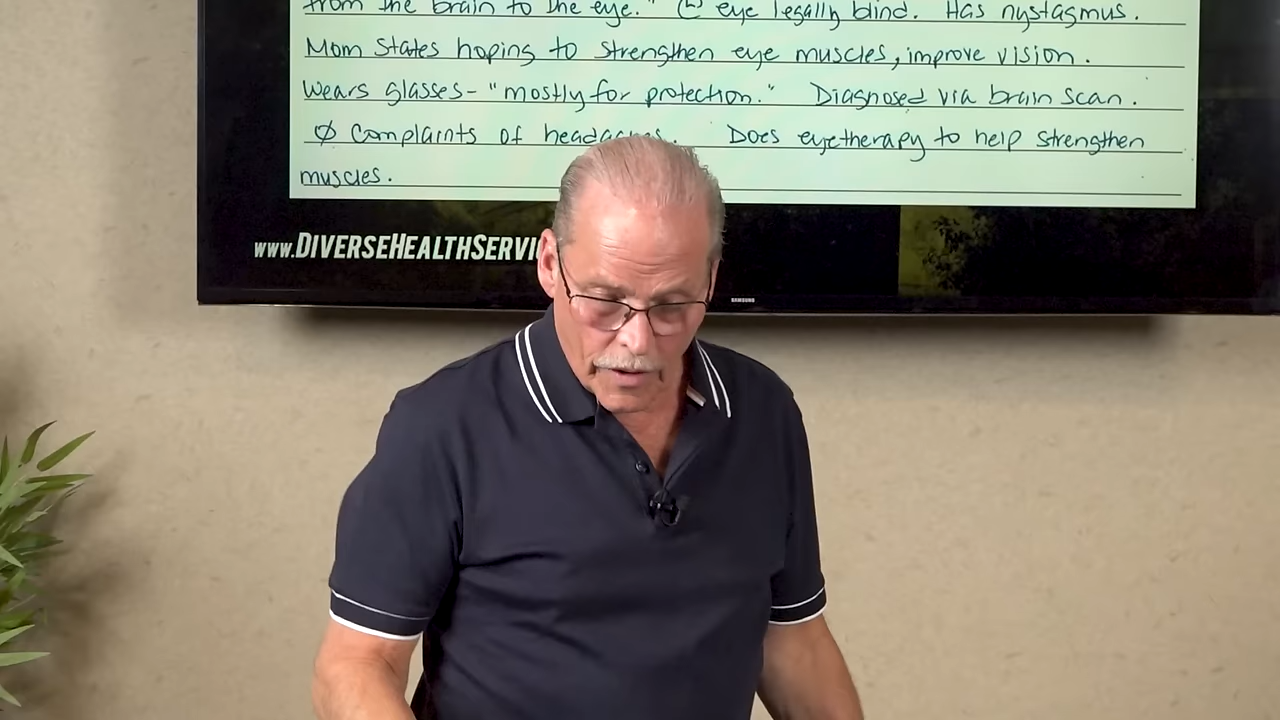 from the brain to the eye." Ⓛ eye legally blind. Has nystagmus.
Mom states hoping to strengthen eye muscles, improve vision.
Wears glasses - "mostly for protection." Diagnosed via brain scan.
Ø complaints of headaches. Does eyetherapy to help strengthen
muscles.
www.DIVERSEHEALTHSERVI
SAMSUNG